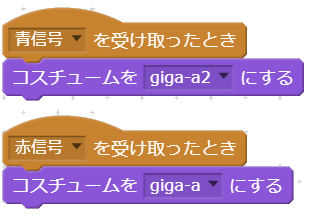 青信号 を受け取ったとき
コスチュームを giga-a2 にする
赤信号 を受け取ったとき
コスチュームを giga-a にする